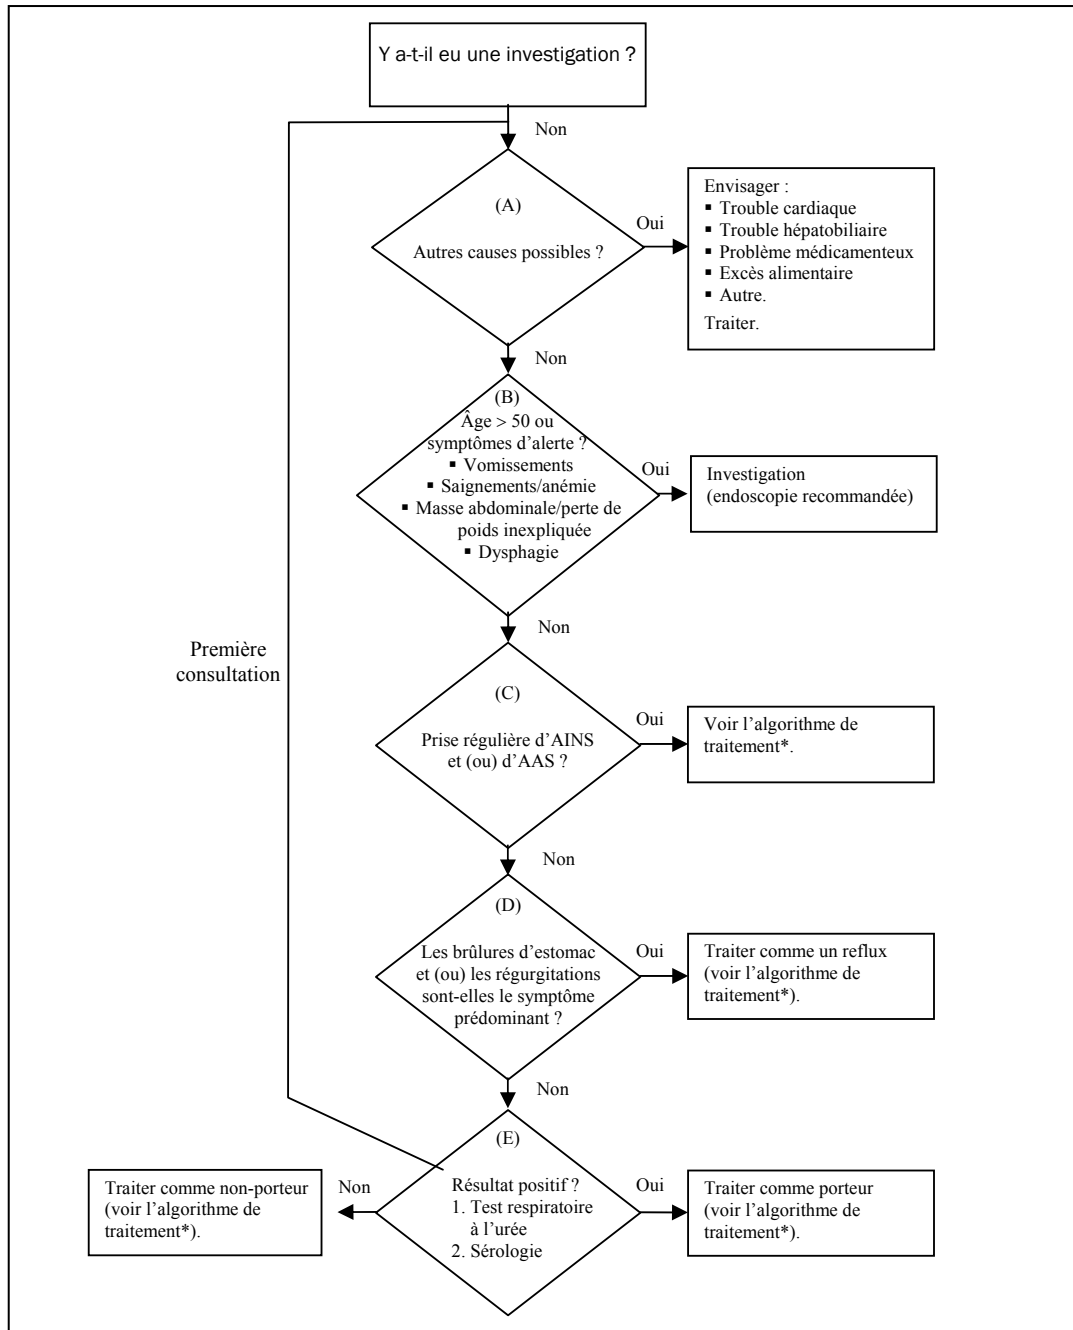 Y a-t-il eu une investigation ?
Non
(A)
Autres causes possibles ?
Oui
Envisager :
▪ Trouble cardiaque
▪ Trouble hépatobiliaire
▪ Problème médicamenteux
▪ Excès alimentaire
▪ Autre.
Traiter.
Non
(B)
Âge > 50 ou
symptômes d’alerte ?
▪ Vomissements
▪ Saignements/anémie
▪ Masse abdominale/perte de
poids inexpliquée
▪ Dysphagie
Oui
Investigation
(endoscopie recommandée)
Non
Première
consultation
(C)
Prise régulière d’AINS
et (ou) d’AAS ?
Oui
Voir l’algorithme de
traitement*.
Non
(D)
Les brûlures d’estomac
et (ou) les régurgitations
sont-elles le symptôme
prédominant ?
Oui
Traiter comme un reflux
(voir l’algorithme de
traitement*).
Non
(E)
Résultat positif ?
1. Test respiratoire
à l’urée
2. Sérologie
Non
Traiter comme non-porteur
(voir l’algorithme de
traitement*).
Oui
Traiter comme porteur
(voir l’algorithme de
traitement*).